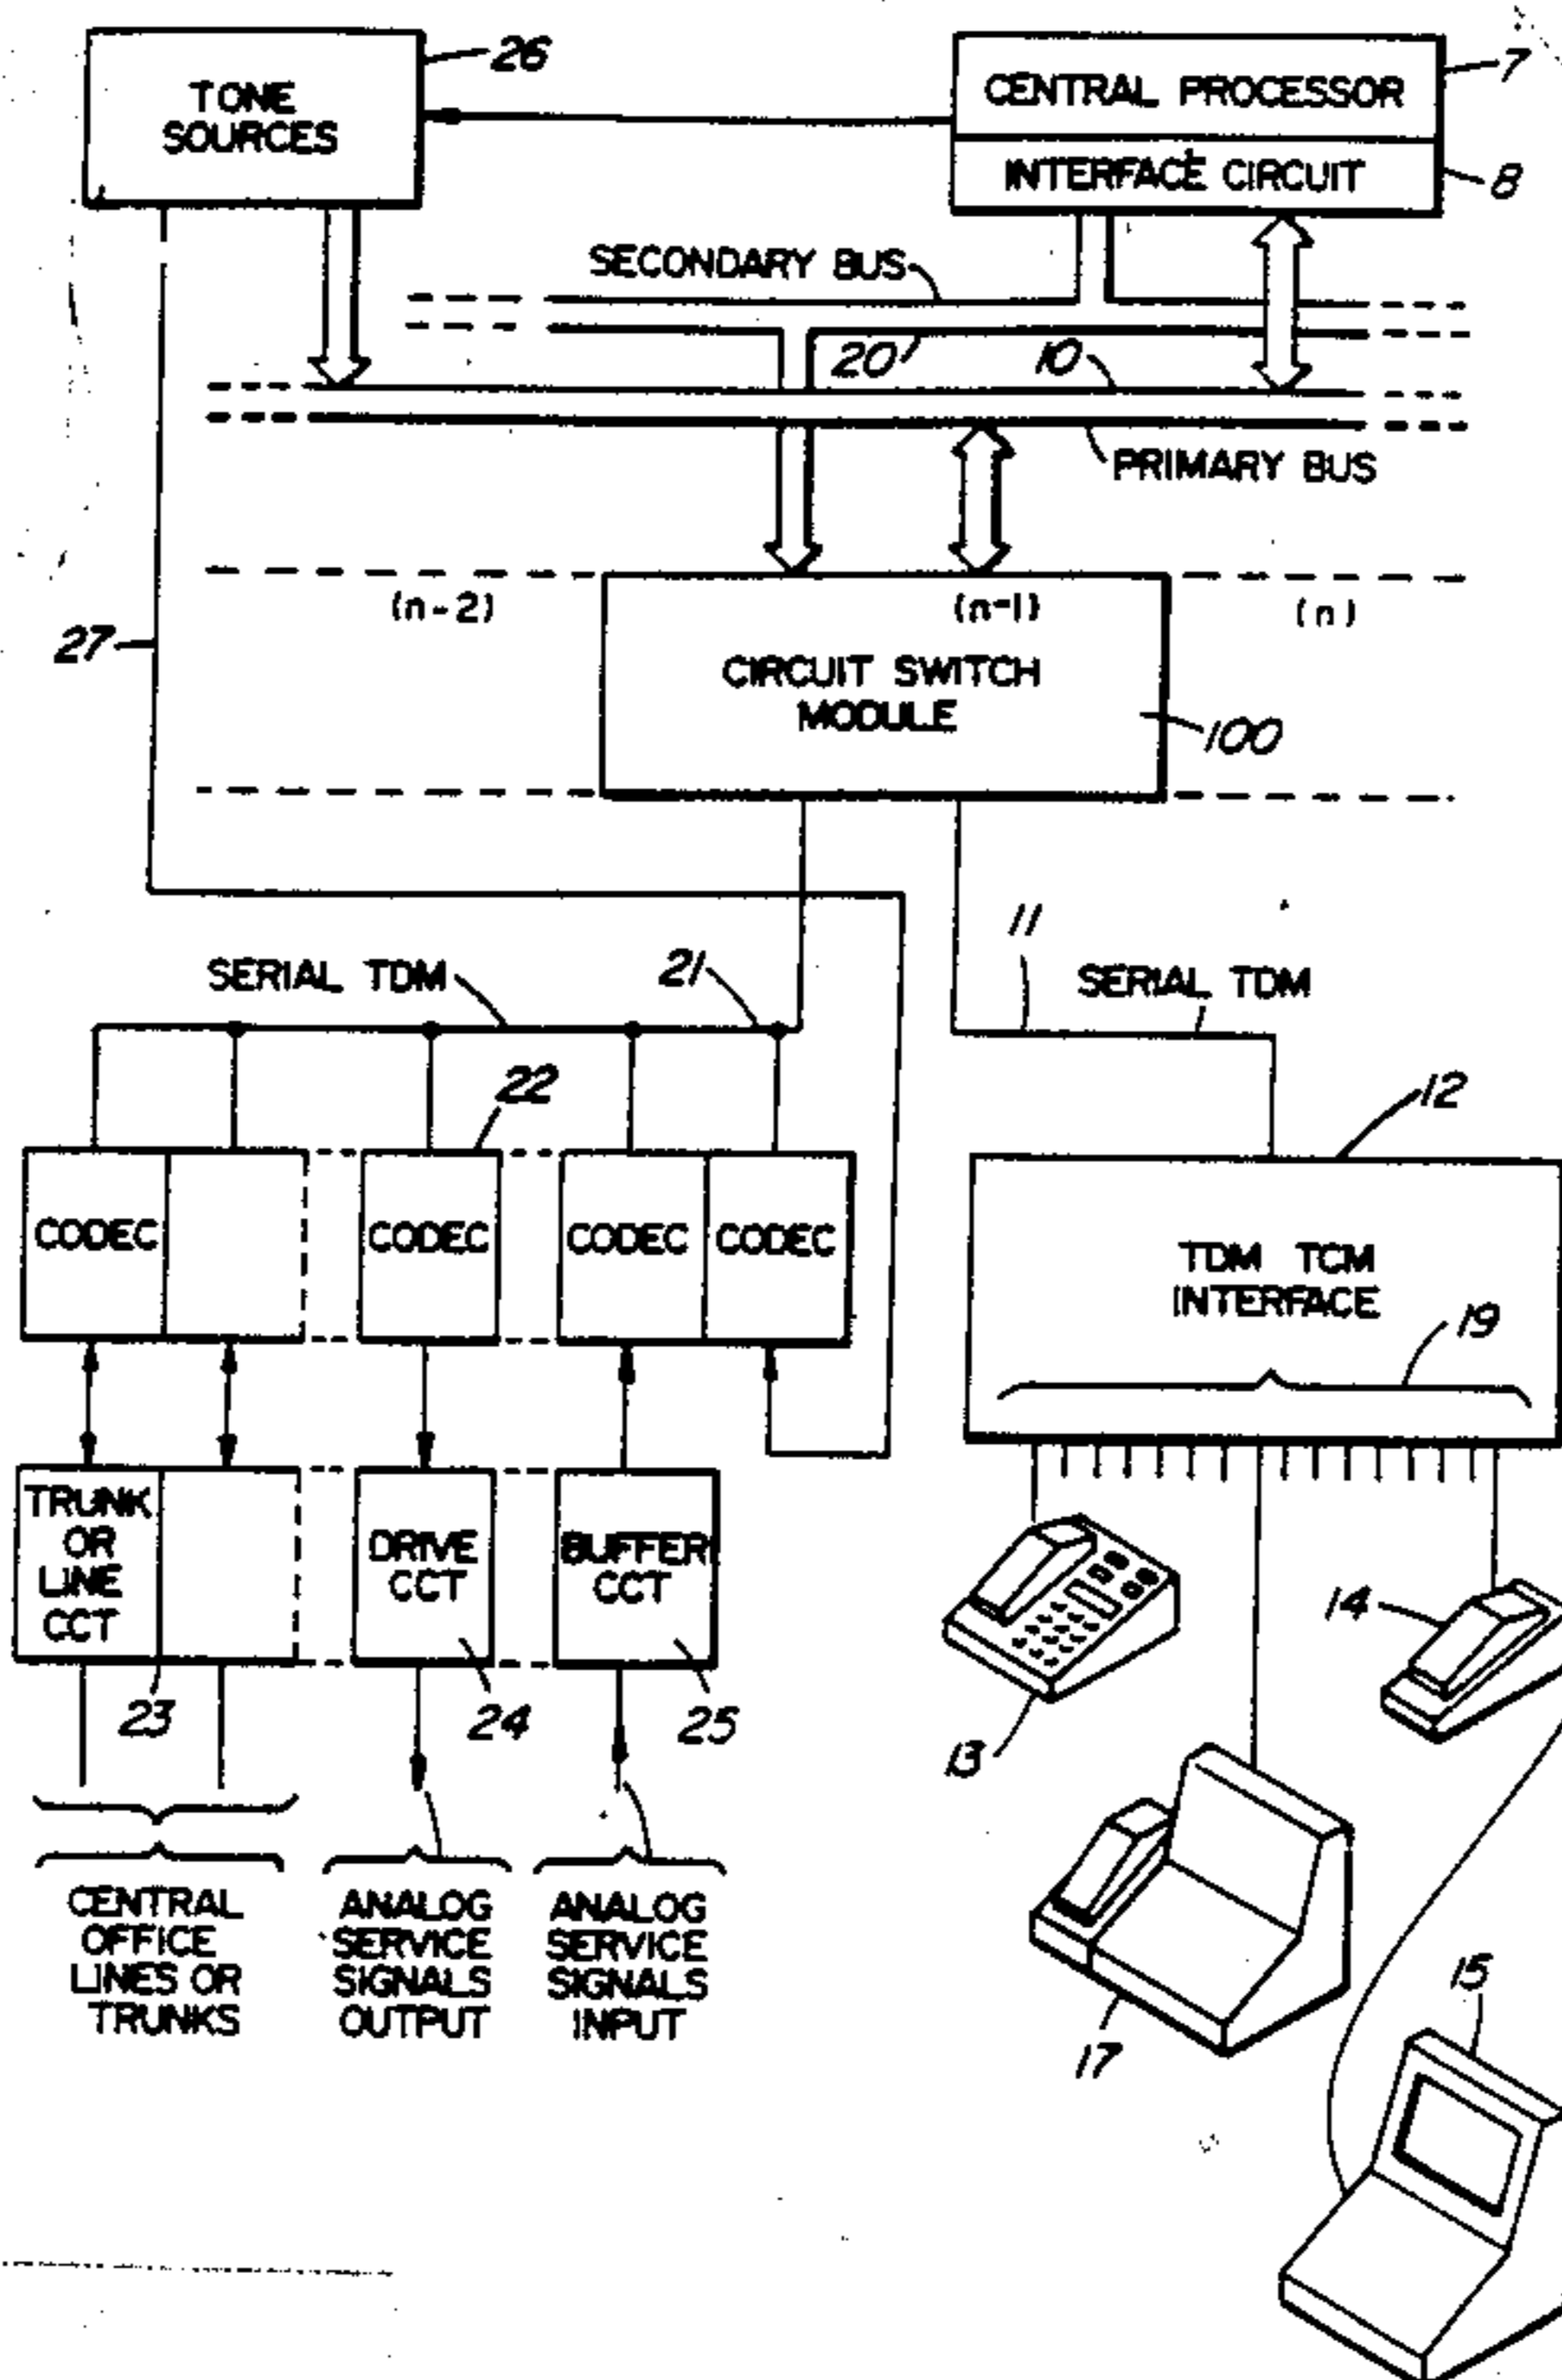 TONE
SOURCES
26
CENTRAL PROCESSOR
7
INTERFACE CIRCUIT
8
SECONDARY BUS
20
10
PRIMARY BUS
(n-2)
(n-1)
(n)
27
CIRCUIT SWITCH
MODULE
100
SERIAL TDM
21
11
SERIAL TDM
22
12
CODEC
CODEC
CODEC
CODEC
TDM TCM
INTERFACE
19
TRUNK
OR
LINE
CCT
DRIVE
CCT
BUFFER
CCT
23
24
25
13
14
CENTRAL
OFFICE
LINES OR
TRUNKS
ANALOG
SERVICE
SIGNALS
OUTPUT
ANALOG
SERVICE
SIGNALS
INPUT
17
15